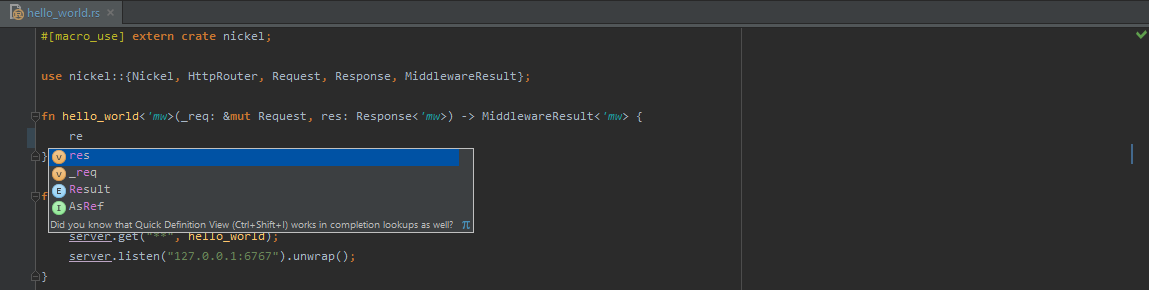 hello_world.rs
#[macro_use] extern crate nickel;
use nickel::{Nickel, HttpRouter, Request, Response, MiddlewareResult};
fn hello_world<'mw>(_req: &mut Request, res: Response<'mw>) -> MiddlewareResult<'mw> {
re
}
v res
v _req
E Result
I AsRef
f
Did you know that Quick Definition View (Ctrl+Shift+I) works in completion lookups as well? π
server.get("**", hello_world);
server.listen("127.0.0.1:6767").unwrap();
}